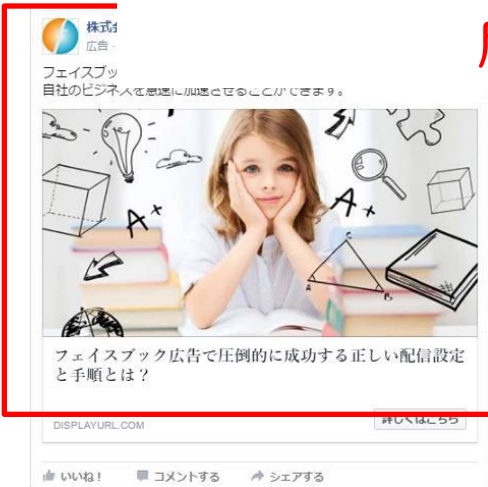 株式
広告 ·
フェイスブッ
自社のビジネスを急速に加速させることができます。
A+
A+
C
A
B
フェイスブック広告で圧倒的に成功する正しい配信設定
と手順とは？
DISPLAYURL.COM
詳しくはこちら
いいね！ コメントする シェアする